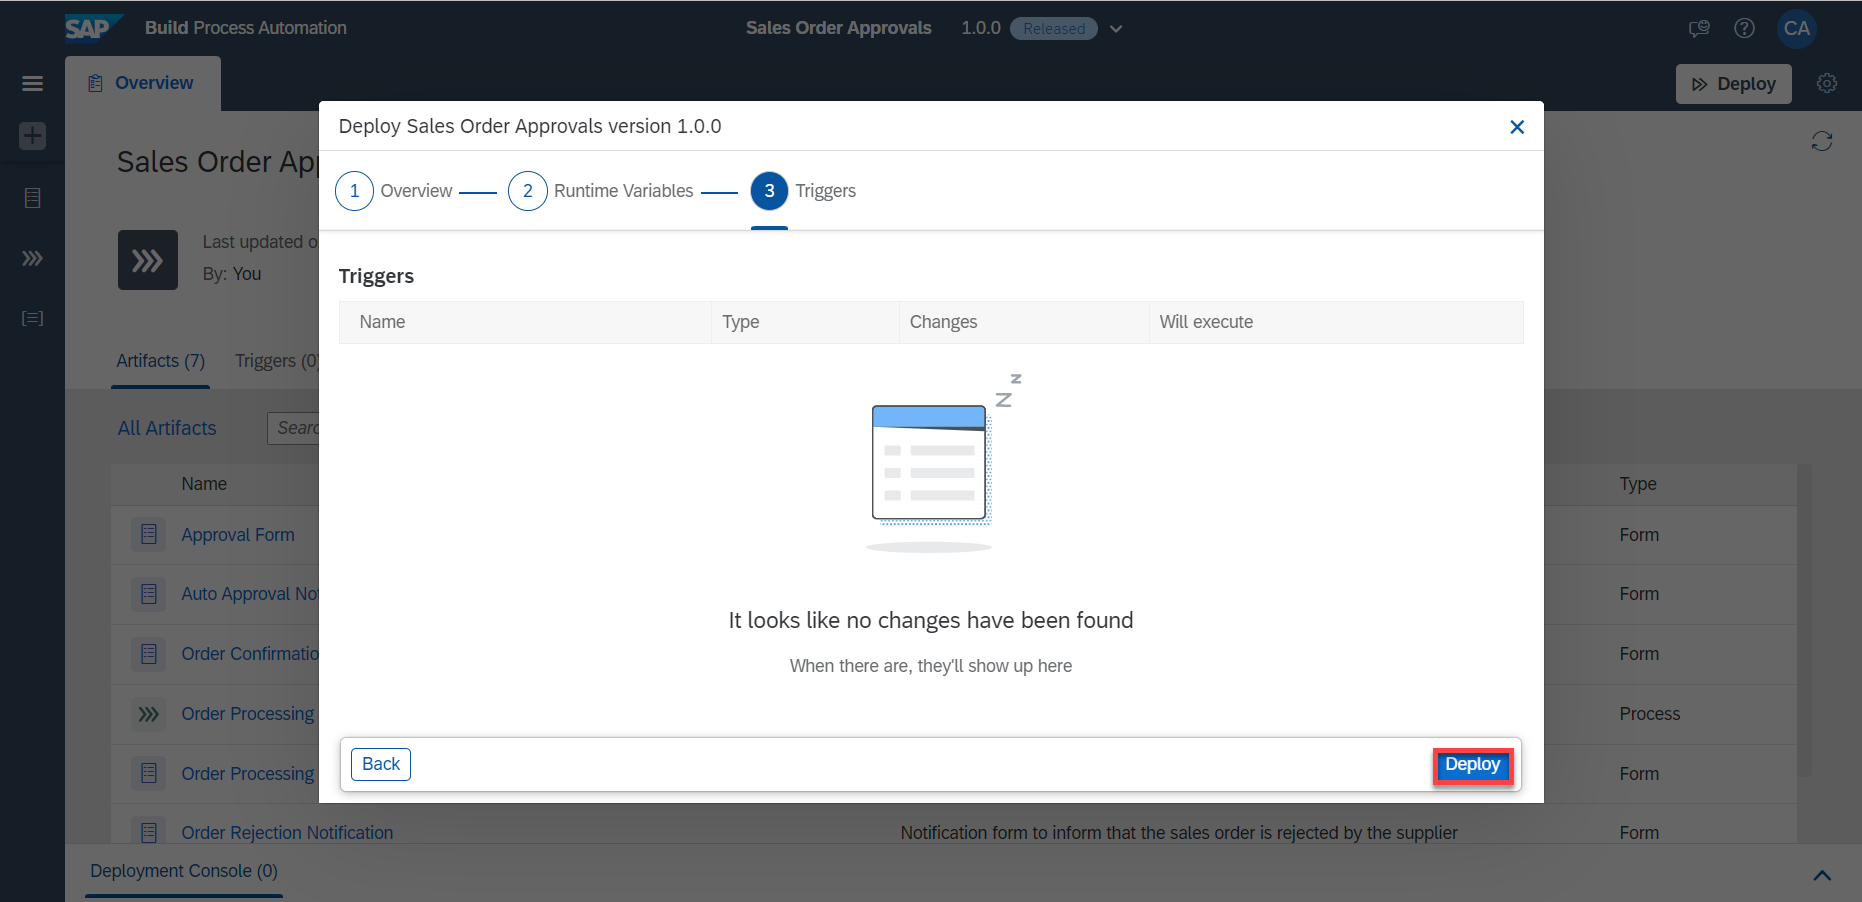 SAP Build Process Automation Sales Order Approvals 1.0.0 Released CA
Overview Deploy
Deploy Sales Order Approvals version 1.0.0
Sales Order App
1 Overview 2 Runtime Variables 3 Triggers
Last updated o
By: You
Triggers
Name Type Changes Will execute
Artifacts (7) Triggers (0)
z
Z
All Artifacts Searc
Name Type
Approval Form Form
Auto Approval Not Form
It looks like no changes have been found
Order Confirmatio Form
When there are, they'll show up here
Order Processing Process
Back Deploy
Order Processing Form
Order Rejection Notification Notification form to inform that the sales order is rejected by the supplier Form
Deployment Console (0)